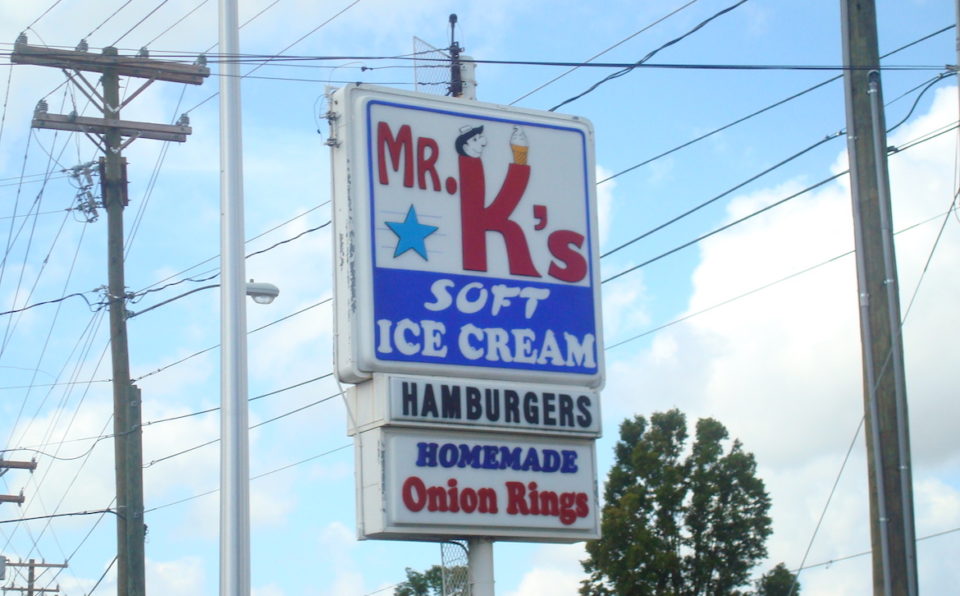 MR. K's
SOFT
ICE CREAM
HAMBURGERS
HOMEMADE
Onion Rings